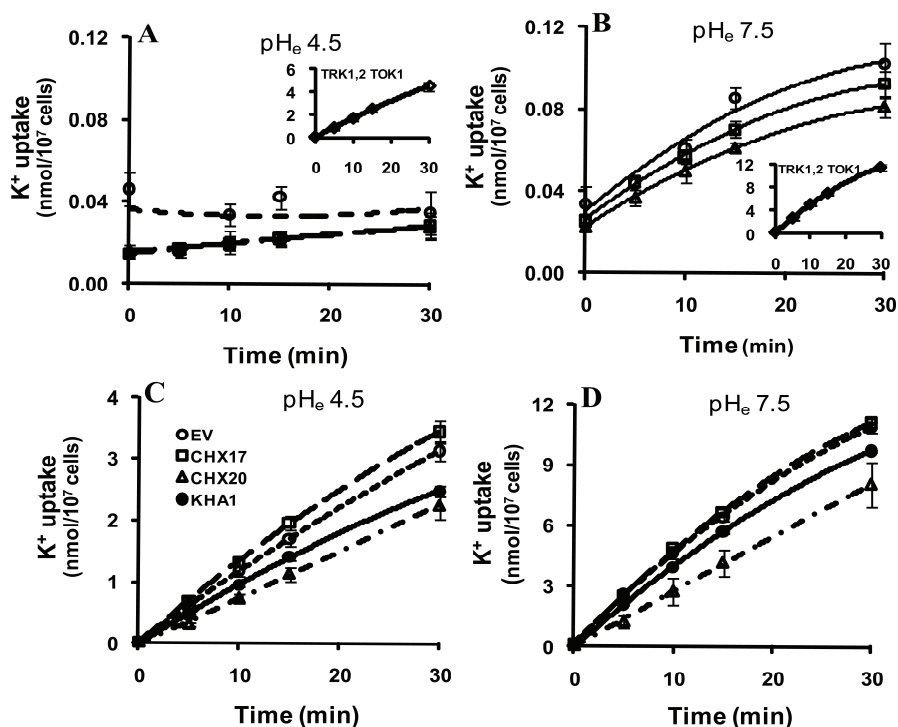 A
pHₑ 4.5
K⁺ uptake
(nmol/10⁷ cells)
0.12
0.08
0.04
0.00
0 10 20 30
Time (min)
TRK1,2 TOK1
6
4
2
0
0 10 20 30
B
pHₑ 7.5
K⁺ uptake
(nmol/10⁷ cells)
0.12
0.08
0.04
0.00
0 10 20 30
Time (min)
TRK1,2 TOK1
12
8
4
0
0 10 20 30
C
pHₑ 4.5
K⁺ uptake
(nmol/10⁷ cells)
4
3
2
1
0
0 10 20 30
Time (min)
EV
CHX17
CHX20
KHA1
D
pHₑ 7.5
K⁺ uptake
(nmol/10⁷ cells)
12
9
6
3
0
0 10 20 30
Time (min)